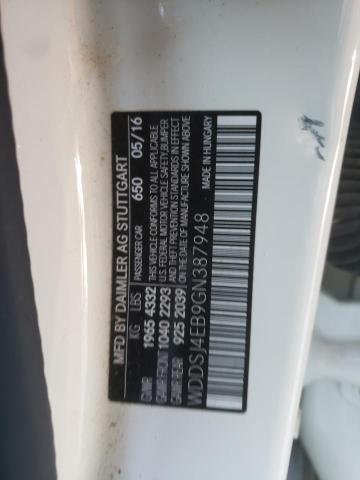 MFD BY DAIMLER AG STUTTGART
PASSENGER CAR 650 05/16
KG LBS
GVWR 1965 4332
GAWR FRONT 1040 2293
GAWR REAR 925 2039
THIS VEHICLE CONFORMS TO ALL APPLICABLE
U.S. FEDERAL MOTOR VEHICLE SAFETY,BUMPER
AND THEFT PREVENTION STANDARDS IN EFFECT
ON THE DATE OF MANUFACTURE SHOWN ABOVE.
WDDSJ4EB9GN387948
MADE IN HUNGARY